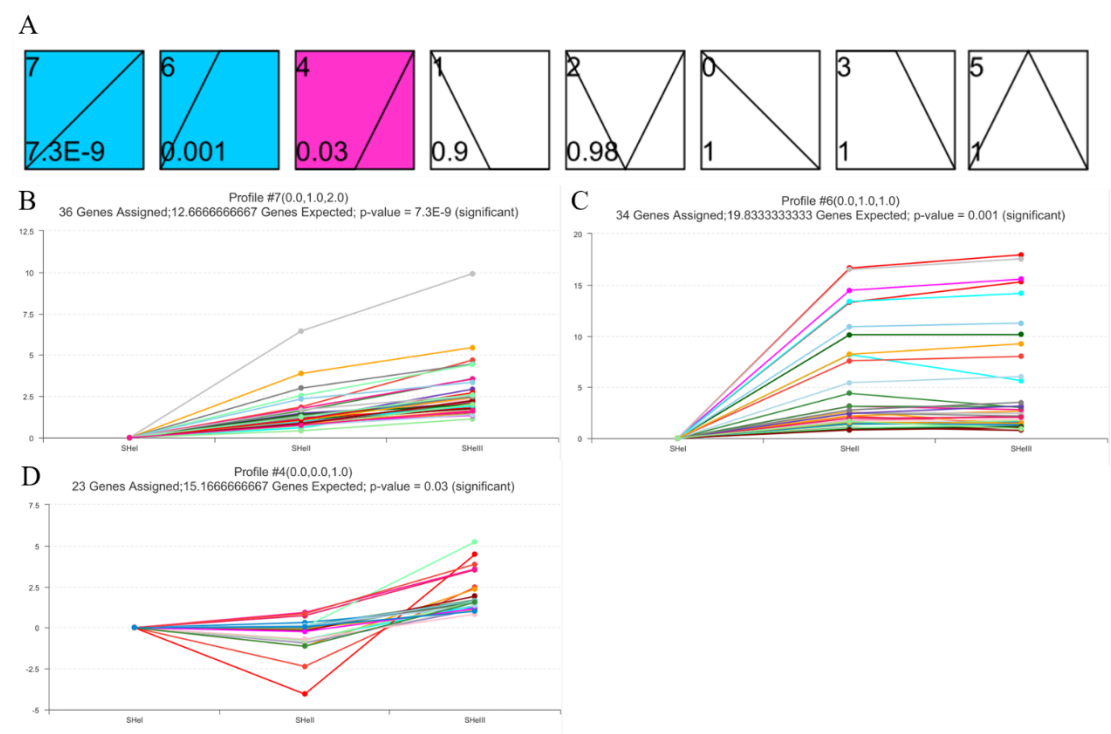 A
7 6 4 1 2 0 3 5
7.3E-9 0.001 0.03 0.9 0.98 1 1 1
B
Profile #7(0.0,1.0,2.0)
36 Genes Assigned;12.6666666667 Genes Expected; p-value = 7.3E-9 (significant)
12.5
10
7.5
5
2.5
0
SHeI SHeII SHeIII
C
Profile #6(0.0,1.0,1.0)
34 Genes Assigned;19.8333333333 Genes Expected; p-value = 0.001 (significant)
20
15
10
5
0
SHeI SHeII SHeIII
D
Profile #4(0.0,0.0,1.0)
23 Genes Assigned;15.1666666667 Genes Expected; p-value = 0.03 (significant)
7.5
5
2.5
0
-2.5
-5
SHeI SHeII SHeIII